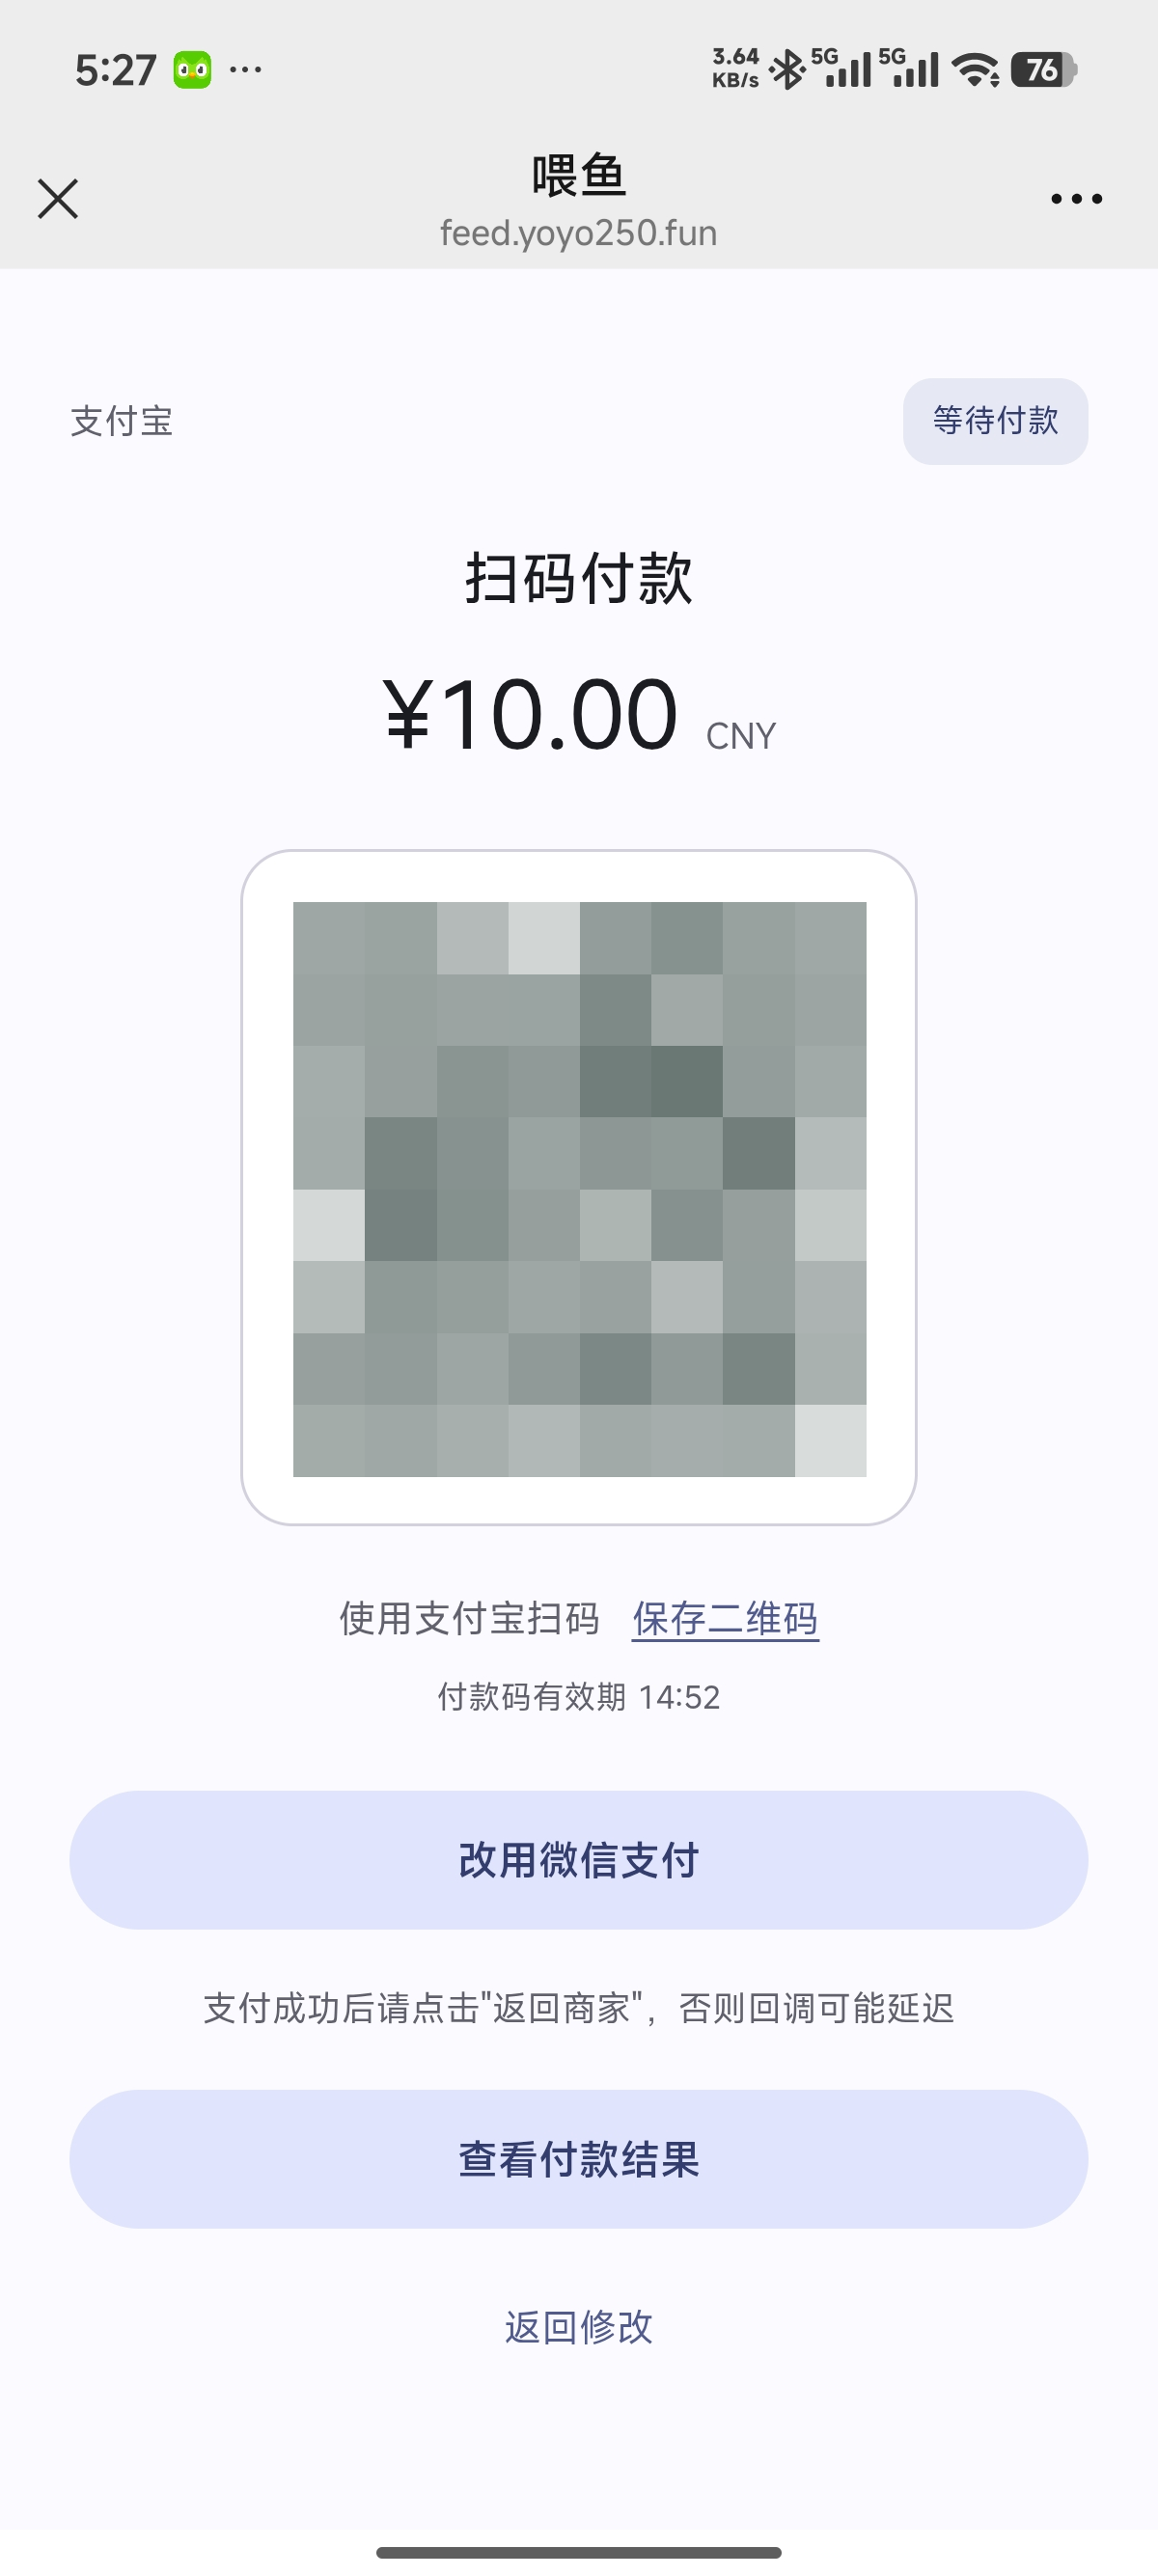 5:27
3.64 KB/s 5G 5G 76
喂鱼
feed.yoyo250.fun
支付宝
等待付款
扫码付款
¥10.00 CNY
使用支付宝扫码 保存二维码
付款码有效期 14:52
改用微信支付
支付成功后请点击"返回商家"，否则回调可能延迟
查看付款结果
返回修改